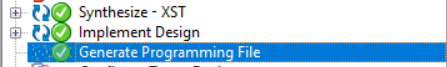 Synthesize - XST
Implement Design
Generate Programming File